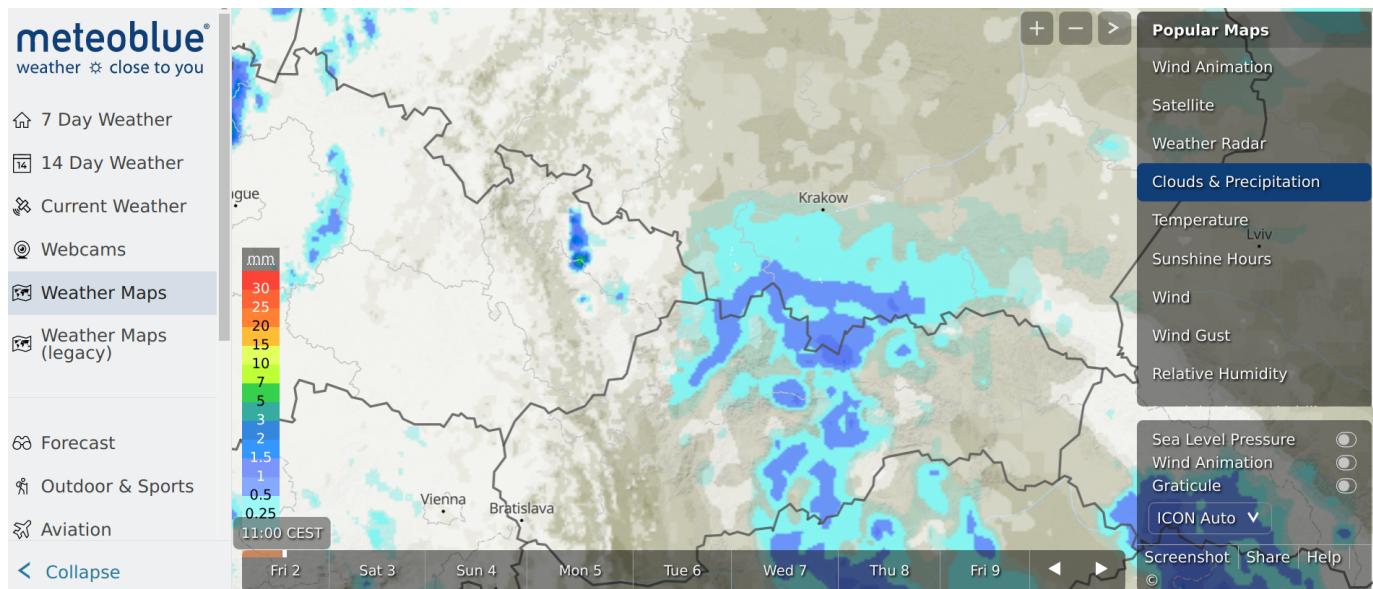 meteoblue®
weather ☼ close to you
7 Day Weather
14
14 Day Weather
Current Weather
Webcams
Weather Maps
Weather Maps
(legacy)
Forecast
Outdoor & Sports
Aviation
Collapse
gue
Krakow
Lviv
Vienna
Bratislava
mm
30
25
20
15
10
7
5
3
2
1.5
1
0.5
0.25
11:00 CEST
Fri 2 Sat 3 Sun 4 Mon 5 Tue 6 Wed 7 Thu 8 Fri 9
+ − >
Popular Maps
Wind Animation
Satellite
Weather Radar
Clouds & Precipitation
Temperature
Sunshine Hours
Wind
Wind Gust
Relative Humidity
Sea Level Pressure
Wind Animation
Graticule
ICON Auto
Screenshot Share Help
©